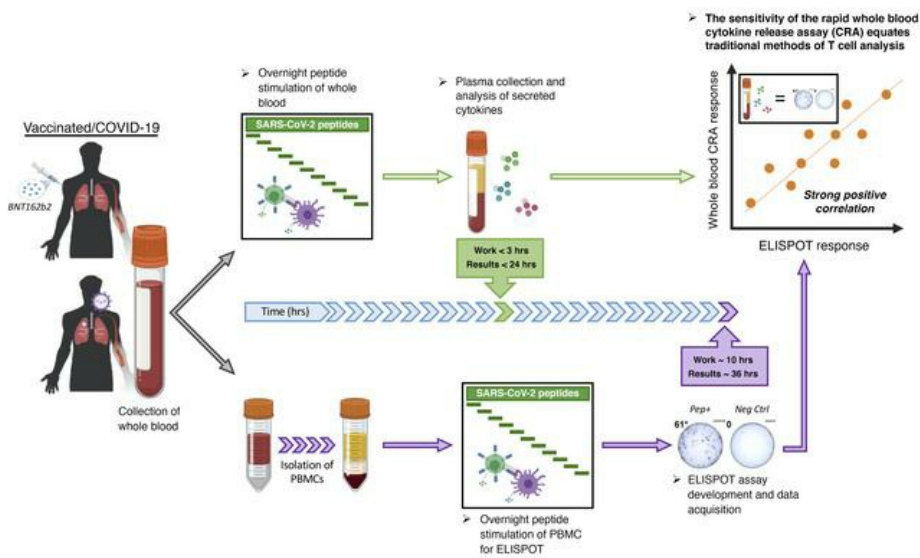 ➢ The sensitivity of the rapid whole blood
cytokine release assay (CRA) equates
traditional methods of T cell analysis
➢ Overnight peptide
stimulation of whole
blood
➢ Plasma collection and
analysis of secreted
cytokines
Vaccinated/COVID-19
BNT162b2
SARS-CoV-2 peptides
Whole blood CRA response
=
Strong positive
correlation
ELISPOT response
Work < 3 hrs
Results < 24 hrs
Time (hrs)
Work ~ 10 hrs
Results ~ 36 hrs
Collection of
whole blood
Isolation of
PBMCs
SARS-CoV-2 peptides
Pep+
Neg Ctrl
61*
0
➢ ELISPOT assay
development and data
acquisition
➢ Overnight peptide
stimulation of PBMC
for ELISPOT